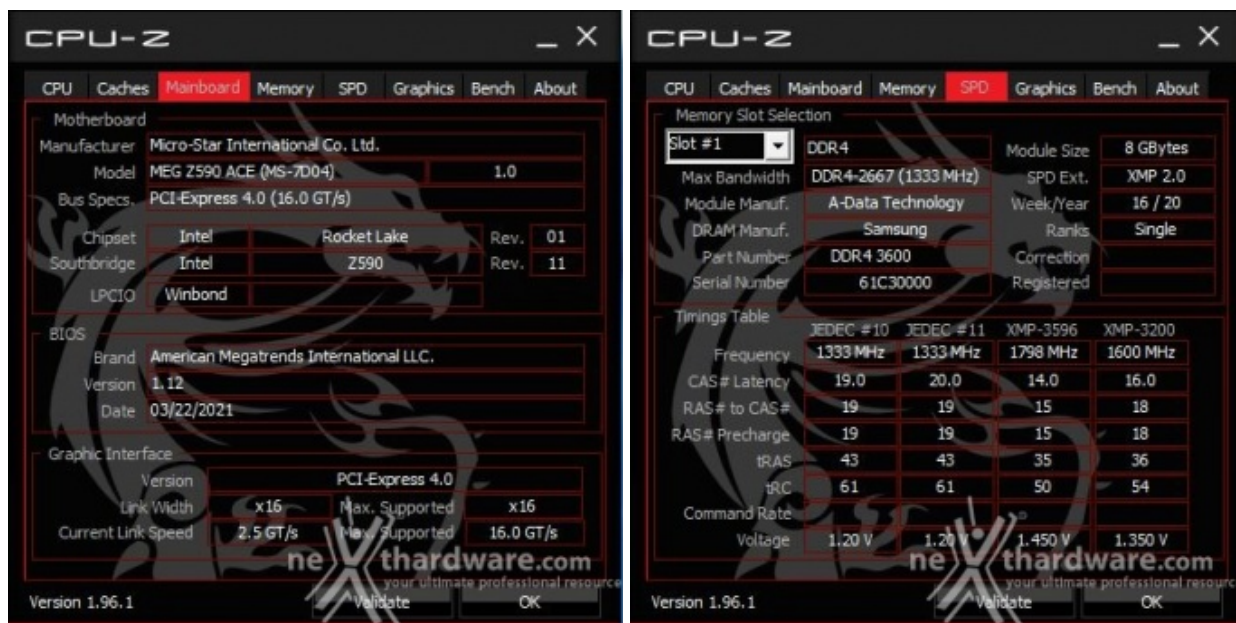 CPU-Z
CPU Caches Mainboard Memory SPD Graphics Bench About
Motherboard
Manufacturer Micro-Star International Co. Ltd.
Model MEG Z590 ACE (MS-7D04) 1.0
Bus Specs. PCI-Express 4.0 (16.0 GT/s)
Chipset Intel Rocket Lake Rev. 01
Southbridge Intel Z590 Rev. 11
LPCIO Winbond
BIOS
Brand American Megatrends International LLC.
Version 1.12
Date 03/22/2021
Graphic Interface
Version PCI-Express 4.0
Link Width x16 Max. Supported x16
Current Link Speed 2.5 GT/s Max. Supported 16.0 GT/s
nexthardware.com
your ultimate professional resource
Version 1.96.1 Validate OK
CPU-Z
CPU Caches Mainboard Memory SPD Graphics Bench About
Memory Slot Selection
Slot #1 DDR4 Module Size 8 GBytes
Max Bandwidth DDR4-2667 (1333 MHz) SPD Ext. XMP 2.0
Module Manuf. A-Data Technology Week/Year 16 / 20
DRAM Manuf. Samsung Ranks Single
Part Number DDR4 3600 Correction
Serial Number 61C30000 Registered
Timings Table
JEDEC #10 JEDEC #11 XMP-3596 XMP-3200
Frequency 1333 MHz 1333 MHz 1798 MHz 1600 MHz
CAS# Latency 19.0 20.0 14.0 16.0
RAS# to CAS# 19 19 15 18
RAS# Precharge 19 19 15 18
tRAS 43 43 35 36
tRC 61 61 50 54
Command Rate
Voltage 1.20 V 1.20 V 1.450 V 1.350 V
nexthardware.com
your ultimate professional resourc
Version 1.96.1 Validate OK